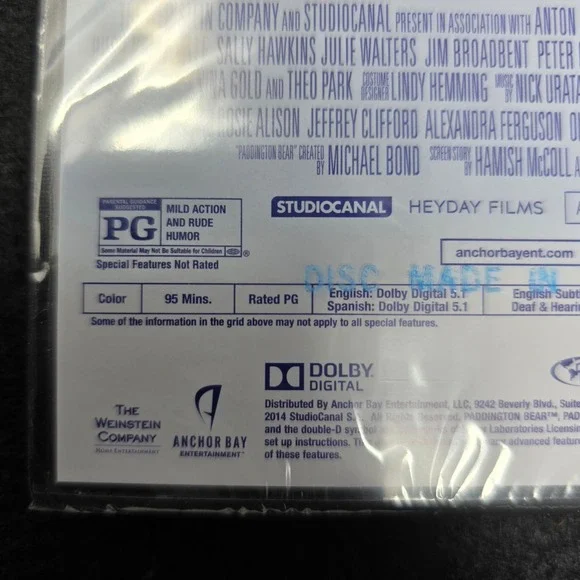 COMPANY AND STUDIOCANAL PRESENT IN ASSOCIATION WITH ANTON
SALLY HAWKINS JULIE WALTERS JIM BROADBENT PETER
GOLD AND THEO PARK COSTUME DESIGNER LINDY HEMMING MUSIC BY NICK URATA
ROSIE ALISON JEFFREY CLIFFORD ALEXANDRA FERGUSON
"PADDINGTON BEAR" CREATED BY MICHAEL BOND SCREEN STORY BY HAMISH McCOLL
PARENTAL GUIDANCE SUGGESTED
PG
MILD ACTION
AND RUDE
HUMOR
Some Material May Not Be Suitable for Children
®
Special Features Not Rated
STUDIOCANAL HEYDAY FILMS
anchorbayent.com
DISC MADE IN
Color 95 Mins. Rated PG English: Dolby Digital 5.1 English Subt
Spanish: Dolby Digital 5.1 Deaf & Heari
Some of the information in the grid above may not apply to all special features.
DOLBY
DIGITAL
THE
WEINSTEIN
COMPANY
HOME ENTERTAINMENT
ANCHOR BAY
ENTERTAINMENT
Distributed By Anchor Bay Entertainment, LLC, 9242 Beverly Blvd., Suite
2014 StudioCanal S. All Rights Reserved. PADDINGTON BEAR™, PAD
and the double-D symbol Laboratories Licensin
set up instructions. are advanced featur
of these features.